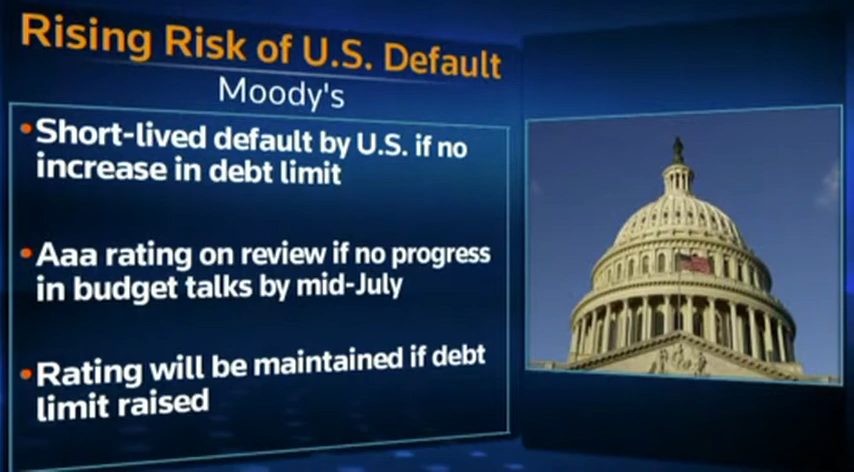 Rising Risk of U.S. Default
Moody's
•Short-lived default by U.S. if no
increase in debt limit
•Aaa rating on review if no progress
in budget talks by mid-July
•Rating will be maintained if debt
limit raised